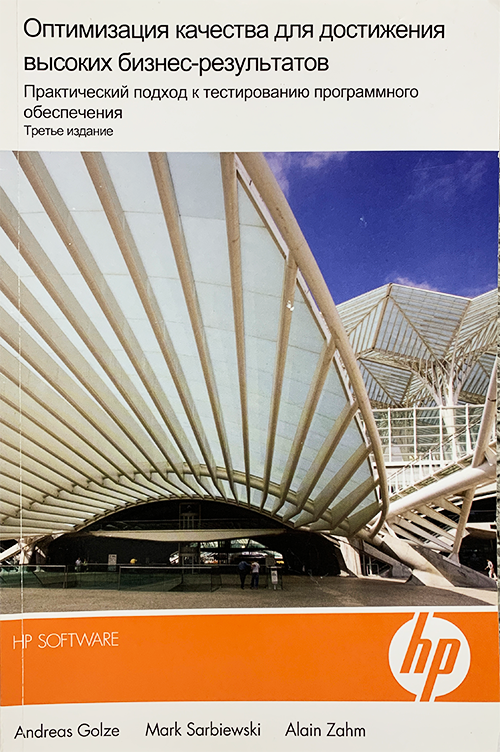 Оптимизация качества для достижения
высоких бизнес-результатов
Практический подход к тестированию программного
обеспечения
Третье издание
HP SOFTWARE
hp
Andreas Golze Mark Sarbiewski Alain Zahm